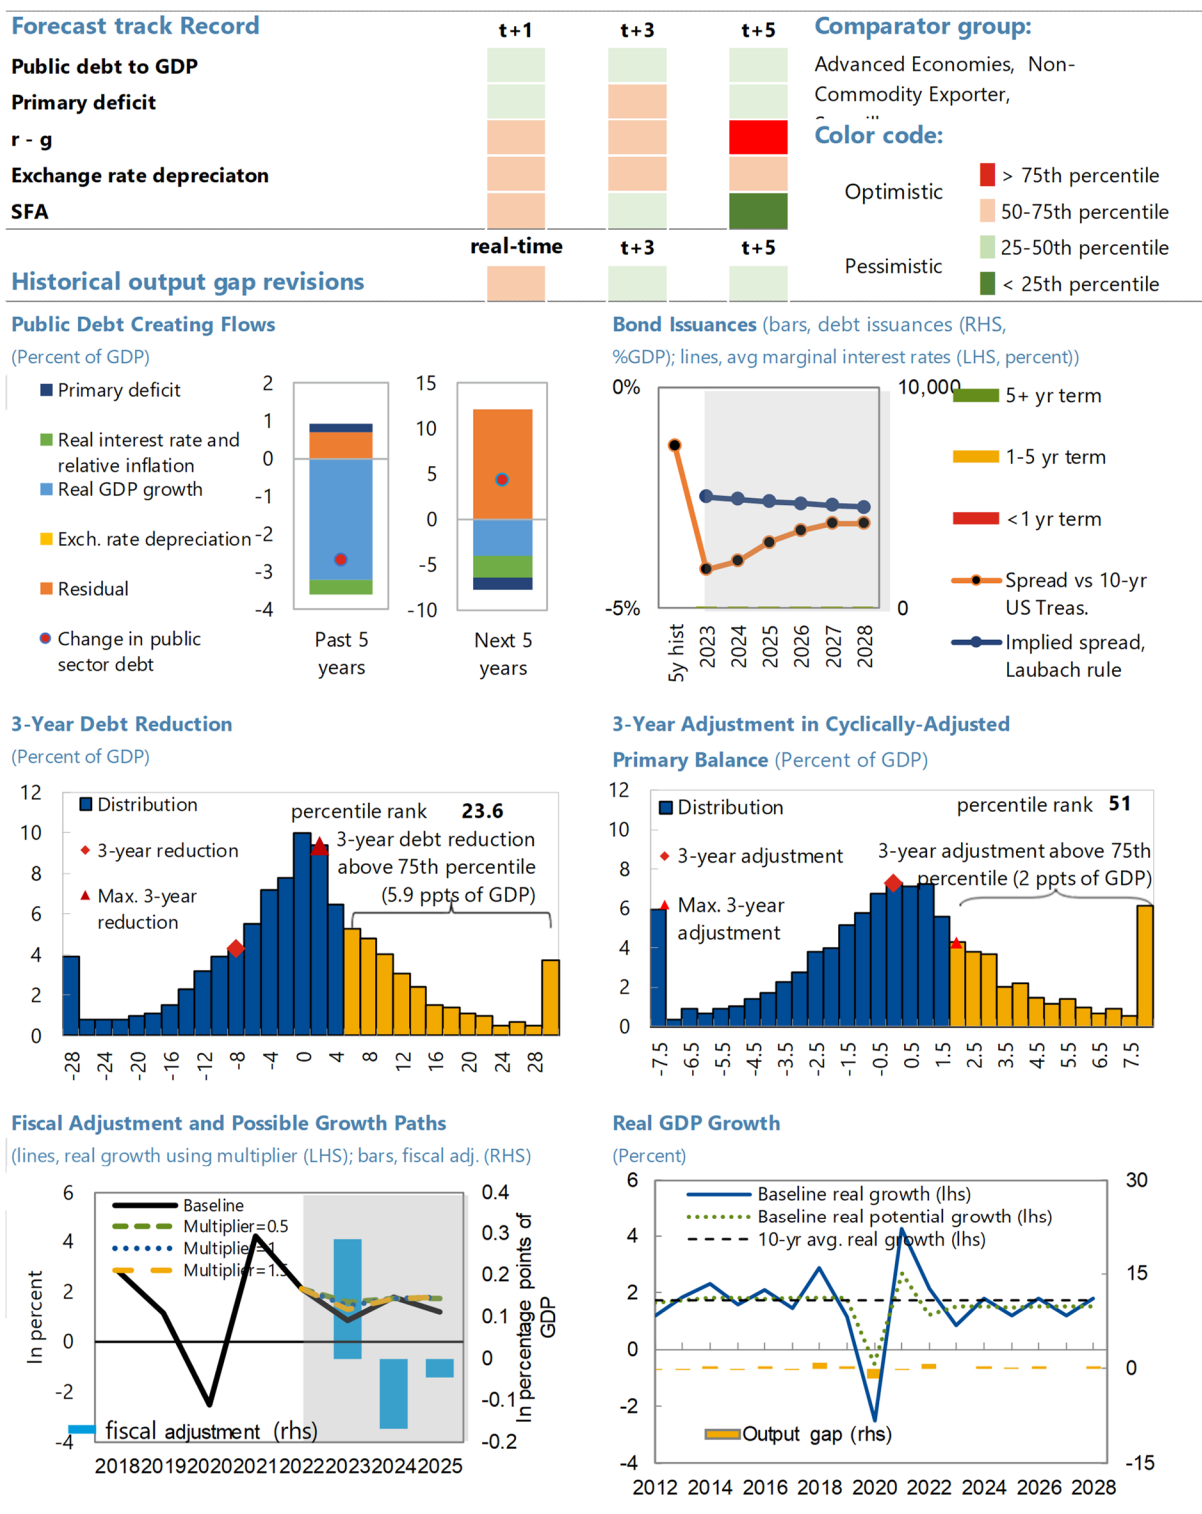 Forecast track Record
t+1
t+3
t+5
Comparator group:
Public debt to GDP
Primary deficit
r - g
Exchange rate depreciaton
SFA
Advanced Economies, Non-
Commodity Exporter,
Color code:
Optimistic
> 75th percentile
50-75th percentile
Pessimistic
25-50th percentile
< 25th percentile
real-time
t+3
t+5
Historical output gap revisions
Public Debt Creating Flows
(Percent of GDP)
Primary deficit
Real interest rate and
relative inflation
Real GDP growth
Exch. rate depreciation
Residual
Change in public
sector debt
2
1
0
-1
-2
-3
-4
Past 5
years
15
10
5
0
-5
-10
Next 5
years
Bond Issuances (bars, debt issuances (RHS,
%GDP); lines, avg marginal interest rates (LHS, percent))
0%
-5%
10,000
0
5y hist
2023
2024
2025
2026
2027
2028
5+ yr term
1-5 yr term
<1 yr term
Spread vs 10-yr
US Treas.
Implied spread,
Laubach rule
3-Year Debt Reduction
(Percent of GDP)
12
10
8
6
4
2
0
Distribution
3-year reduction
Max. 3-year
reduction
percentile rank 23.6
3-year debt reduction
above 75th percentile
(5.9 ppts of GDP)
-28
-24
-20
-16
-12
-8
-4
0
4
8
12
16
20
24
28
3-Year Adjustment in Cyclically-Adjusted
Primary Balance (Percent of GDP)
12
10
8
6
4
2
0
Distribution
3-year adjustment
Max. 3-year
adjustment
percentile rank 51
3-year adjustment above 75th
percentile (2 ppts of GDP)
-7.5
-6.5
-5.5
-4.5
-3.5
-2.5
-1.5
-0.5
0.5
1.5
2.5
3.5
4.5
5.5
6.5
7.5
Fiscal Adjustment and Possible Growth Paths
(lines, real growth using multiplier (LHS); bars, fiscal adj. (RHS)
In percent
6
4
2
0
-2
-4
Baseline
Multiplier=0.5
Multiplier=1
Multiplier=1.5
fiscal adjustment (rhs)
0.4
0.3
0.2
0.1
0
-0.1
-0.2
In percentage points of
GDP
2018 2019 2020 2021 2022 2023 2024 2025
Real GDP Growth
(Percent)
6
4
2
0
-2
-4
Baseline real growth (lhs)
Baseline real potential growth (lhs)
10-yr avg. real growth (lhs)
Output gap (rhs)
30
15
0
-15
2012 2014 2016 2018 2020 2022 2024 2026 2028